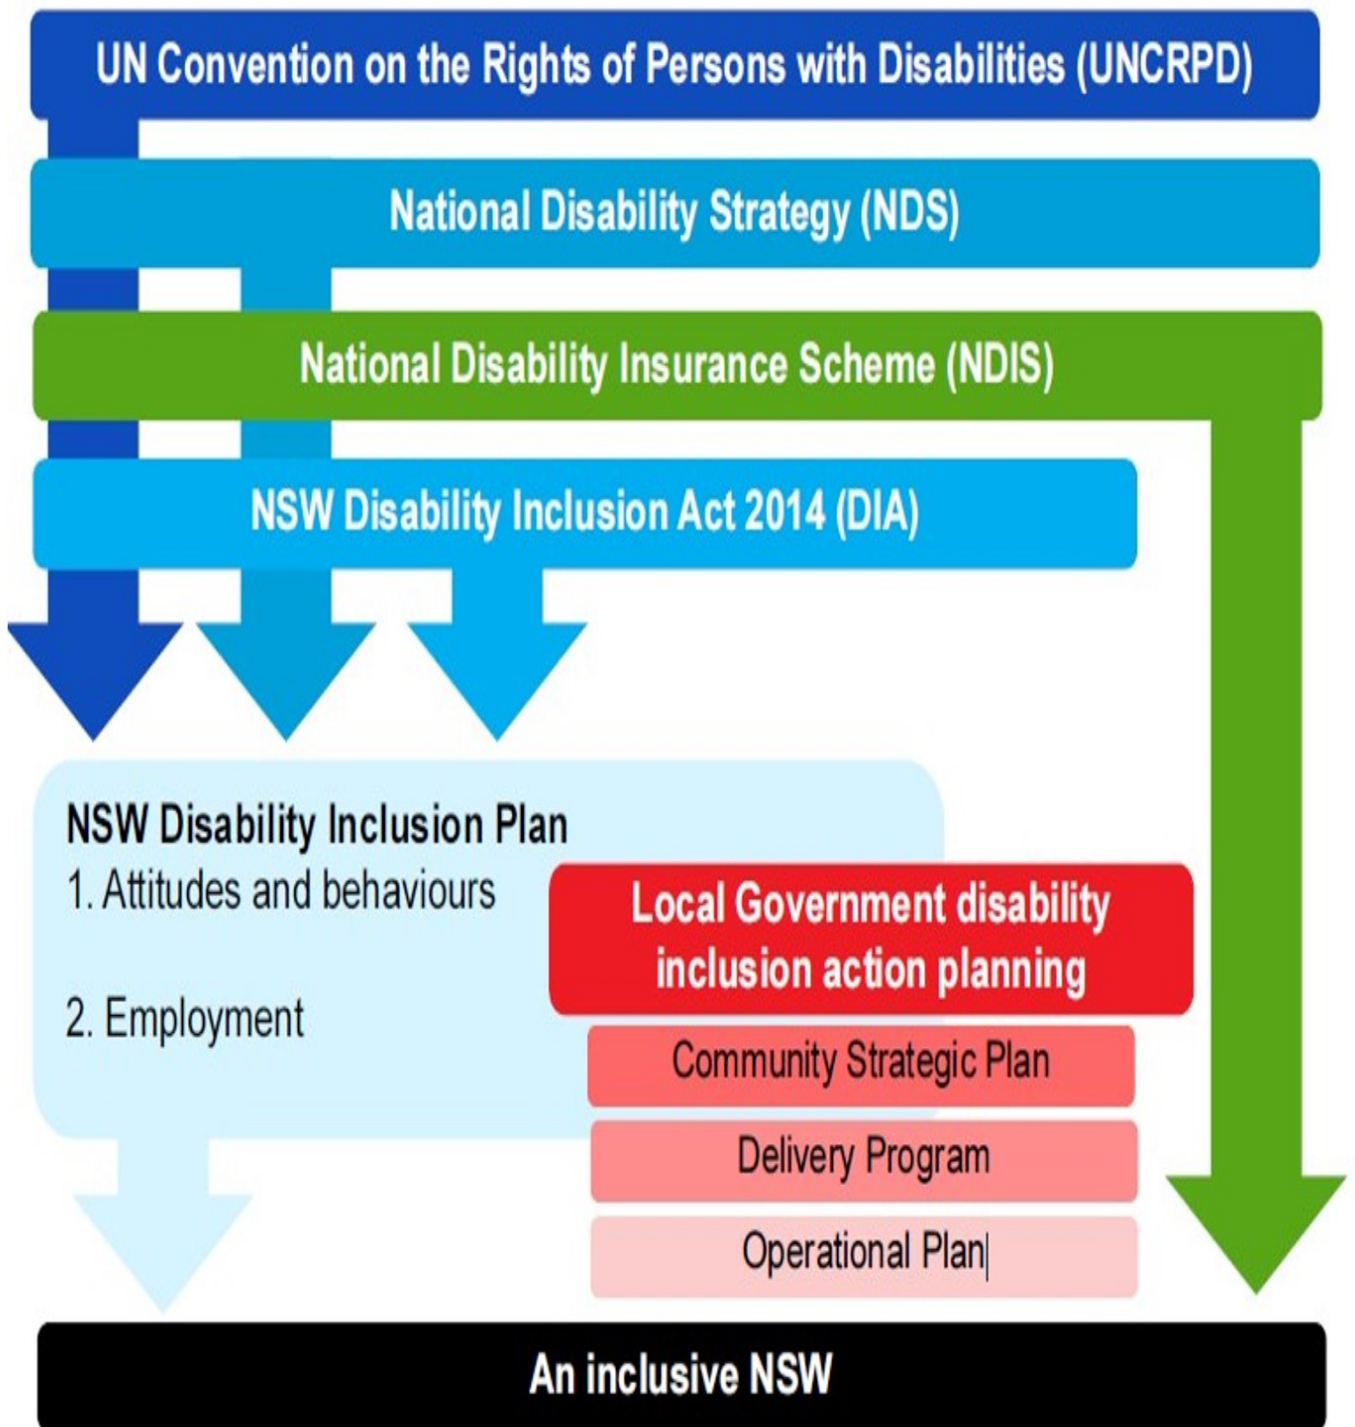 UN Convention on the Rights of Persons with Disabilities (UNCRPD)
National Disability Strategy (NDS)
National Disability Insurance Scheme (NDIS)
NSW Disability Inclusion Act 2014 (DIA)
NSW Disability Inclusion Plan
1. Attitudes and behaviours
2. Employment
Local Government disability
inclusion action planning
Community Strategic Plan
Delivery Program
Operational Plan
An inclusive NSW